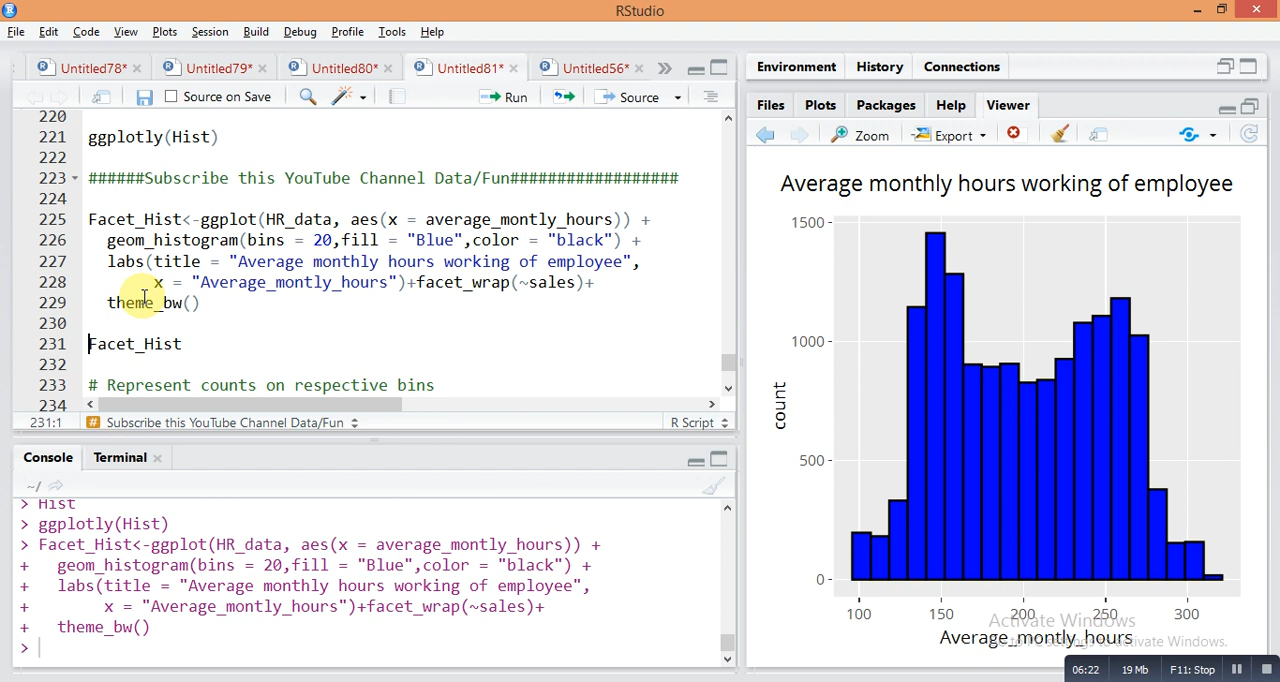 RStudio
File Edit Code View Plots Session Build Debug Profile Tools Help
Untitled78* Untitled79* Untitled80* Untitled81* Untitled56*
Source on Save Run Source
220
221 ggplotly(Hist)
222
223 ######Subscribe this YouTube Channel Data/Fun##################
224
225 Facet_Hist<-ggplot(HR_data, aes(x = average_montly_hours)) +
226 geom_histogram(bins = 20,fill = "Blue",color = "black") +
227 labs(title = "Average monthly hours working of employee",
228 x = "Average_montly_hours")+facet_wrap(~sales)+
229 theme_bw()
230
231 Facet_Hist
232
233 # Represent counts on respective bins
234
231:1 # Subscribe this YouTube Channel Data/Fun R Script
Console Terminal
~/
> Hist
> ggplotly(Hist)
> Facet_Hist<-ggplot(HR_data, aes(x = average_montly_hours)) +
+ geom_histogram(bins = 20,fill = "Blue",color = "black") +
+ labs(title = "Average monthly hours working of employee",
+ x = "Average_montly_hours")+facet_wrap(~sales)+
+ theme_bw()
>
Environment History Connections
Files Plots Packages Help Viewer
Zoom Export
Average monthly hours working of employee
1500
1000
500
0
count
100 150 200 250 300
Average_montly_hours
Activate Windows
to PC settings to activate Windows.
06:22 19 Mb F11: Stop